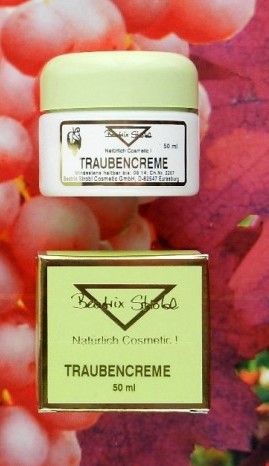 Beatrix Strobl
Natürlich Cosmetic !
50 ml
TRAUBENCREME
Mindestens haltbar bis: 06.14 Ch.Nr. 2207
Beatrix Strobl Cosmetic GmbH, D-82547 Eurasburg
Beatrix Strobl
Natürlich Cosmetic !
TRAUBENCREME
50 ml